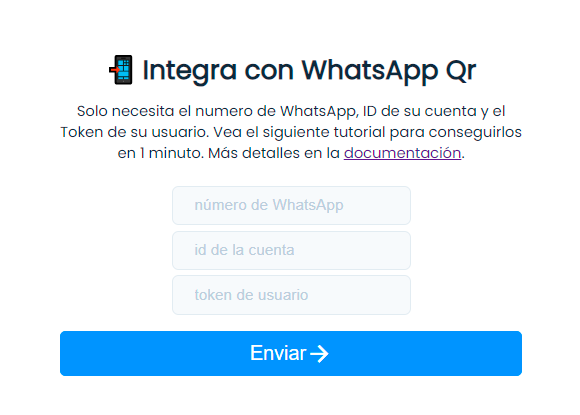 📲 Integra con WhatsApp Qr
Solo necesita el numero de WhatsApp, ID de su cuenta y el
Token de su usuario. Vea el siguiente tutorial para conseguirlos
en 1 minuto. Más detalles en la documentación.
número de WhatsApp
id de la cuenta
token de usuario
Enviar→